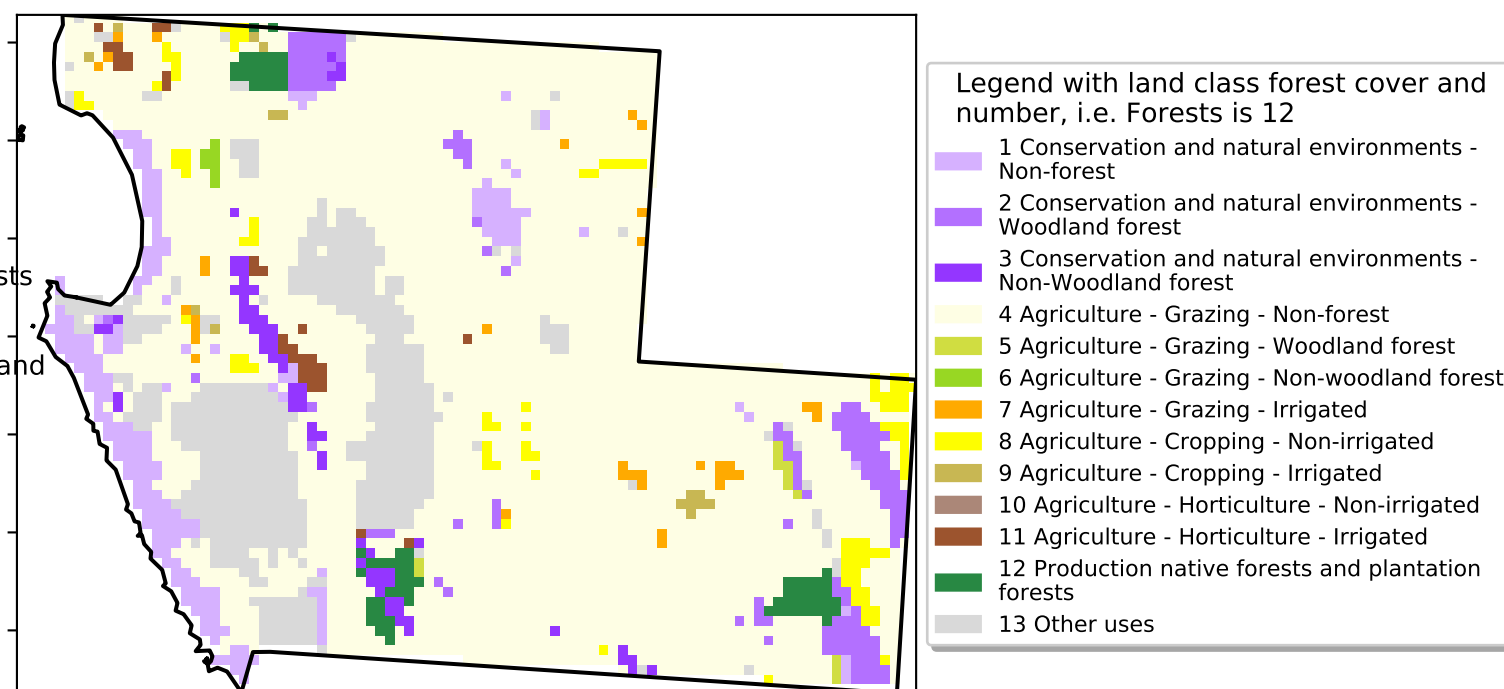 sts
and
Legend with land class forest cover and
number, i.e. Forests is 12
1 Conservation and natural environments -
Non-forest
2 Conservation and natural environments -
Woodland forest
3 Conservation and natural environments -
Non-Woodland forest
4 Agriculture - Grazing - Non-forest
5 Agriculture - Grazing - Woodland forest
6 Agriculture - Grazing - Non-woodland forest
7 Agriculture - Grazing - Irrigated
8 Agriculture - Cropping - Non-irrigated
9 Agriculture - Cropping - Irrigated
10 Agriculture - Horticulture - Non-irrigated
11 Agriculture - Horticulture - Irrigated
12 Production native forests and plantation
forests
13 Other uses